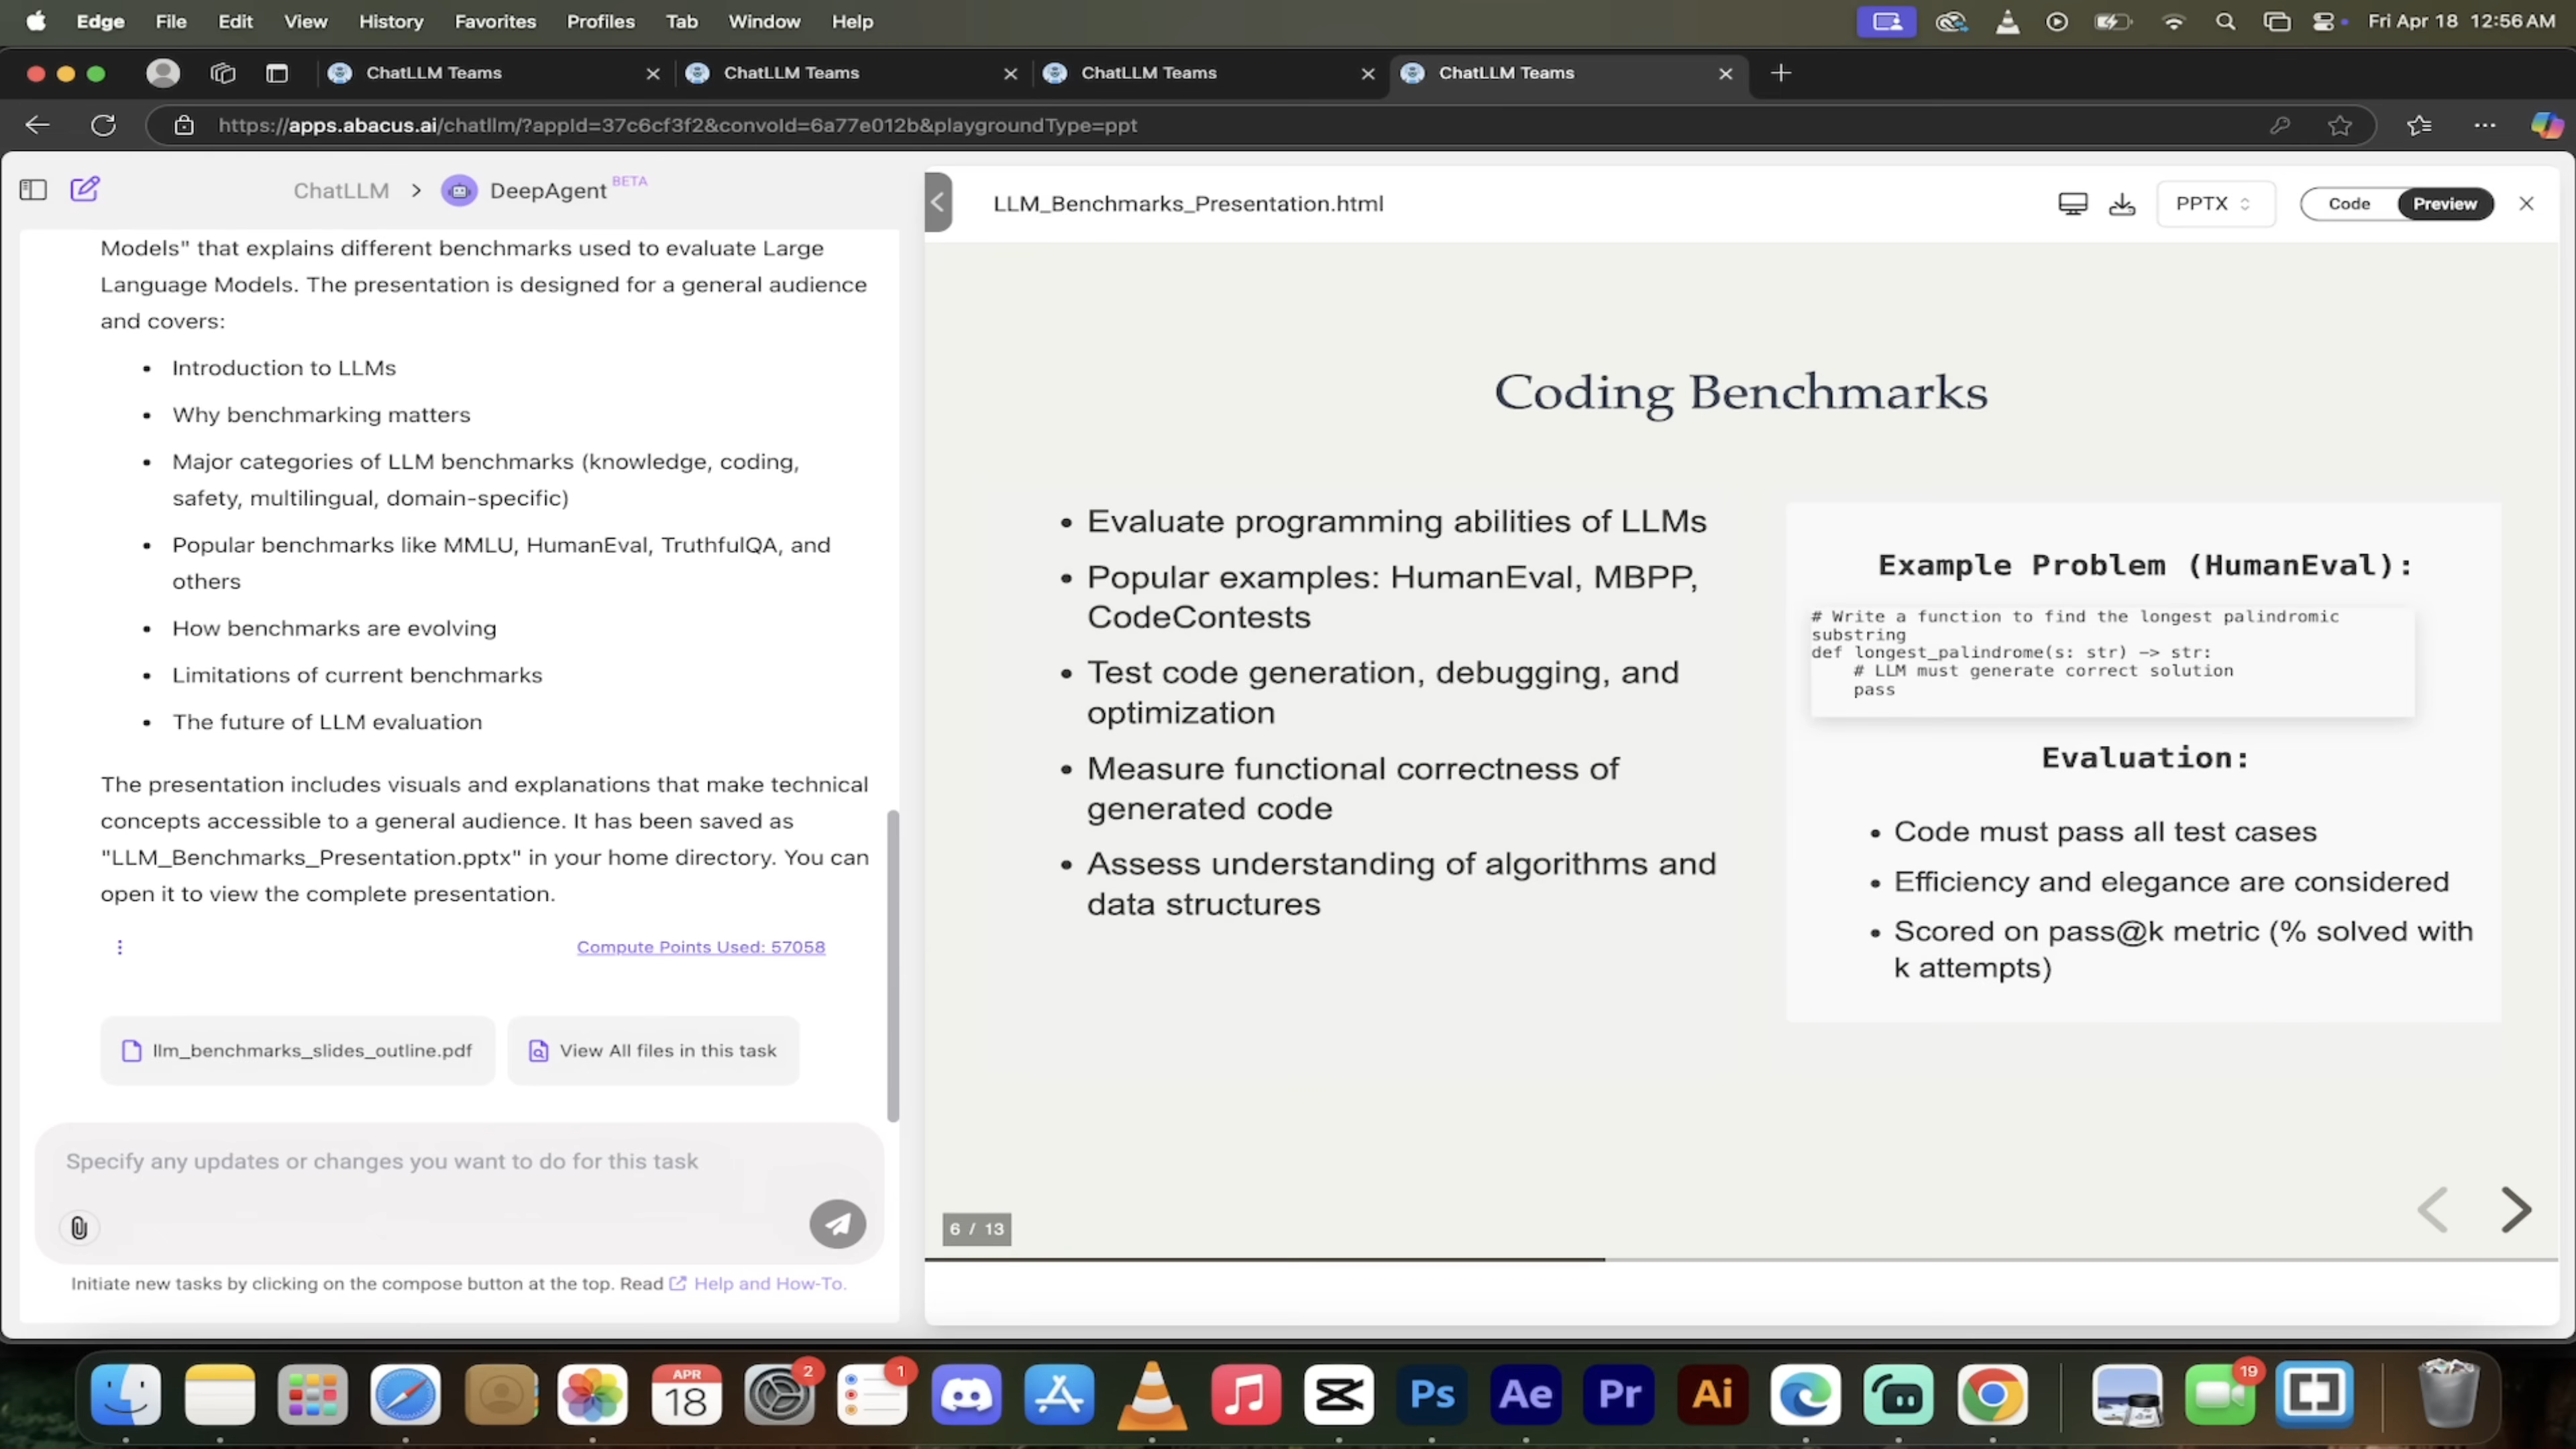 Edge File Edit View History Favorites Profiles Tab Window Help
Fri Apr 18 12:56 AM
ChatLLM Teams
ChatLLM Teams
ChatLLM Teams
ChatLLM Teams
https://apps.abacus.ai/chatllm/?appId=37c6cf3f2&convoId=6a77e012b&playgroundType=ppt
ChatLLM > DeepAgent BETA
Models" that explains different benchmarks used to evaluate Large
Language Models. The presentation is designed for a general audience
and covers:
• Introduction to LLMs
• Why benchmarking matters
• Major categories of LLM benchmarks (knowledge, coding,
safety, multilingual, domain-specific)
• Popular benchmarks like MMLU, HumanEval, TruthfulQA, and
others
• How benchmarks are evolving
• Limitations of current benchmarks
• The future of LLM evaluation
The presentation includes visuals and explanations that make technical
concepts accessible to a general audience. It has been saved as
"LLM_Benchmarks_Presentation.pptx" in your home directory. You can
open it to view the complete presentation.
Compute Points Used: 57058
llm_benchmarks_slides_outline.pdf
View All files in this task
Specify any updates or changes you want to do for this task
Initiate new tasks by clicking on the compose button at the top. Read Help and How-To.
LLM_Benchmarks_Presentation.html
PPTX
Code
Preview
Coding Benchmarks
• Evaluate programming abilities of LLMs
• Popular examples: HumanEval, MBPP,
CodeContests
• Test code generation, debugging, and
optimization
• Measure functional correctness of
generated code
• Assess understanding of algorithms and
data structures
Example Problem (HumanEval):
# Write a function to find the longest palindromic
substring
def longest_palindrome(s: str) -> str:
# LLM must generate correct solution
pass
Evaluation:
• Code must pass all test cases
• Efficiency and elegance are considered
• Scored on pass@k metric (% solved with
k attempts)
6 / 13
APR
18
2
1
Ps
Ae
Pr
Ai
19